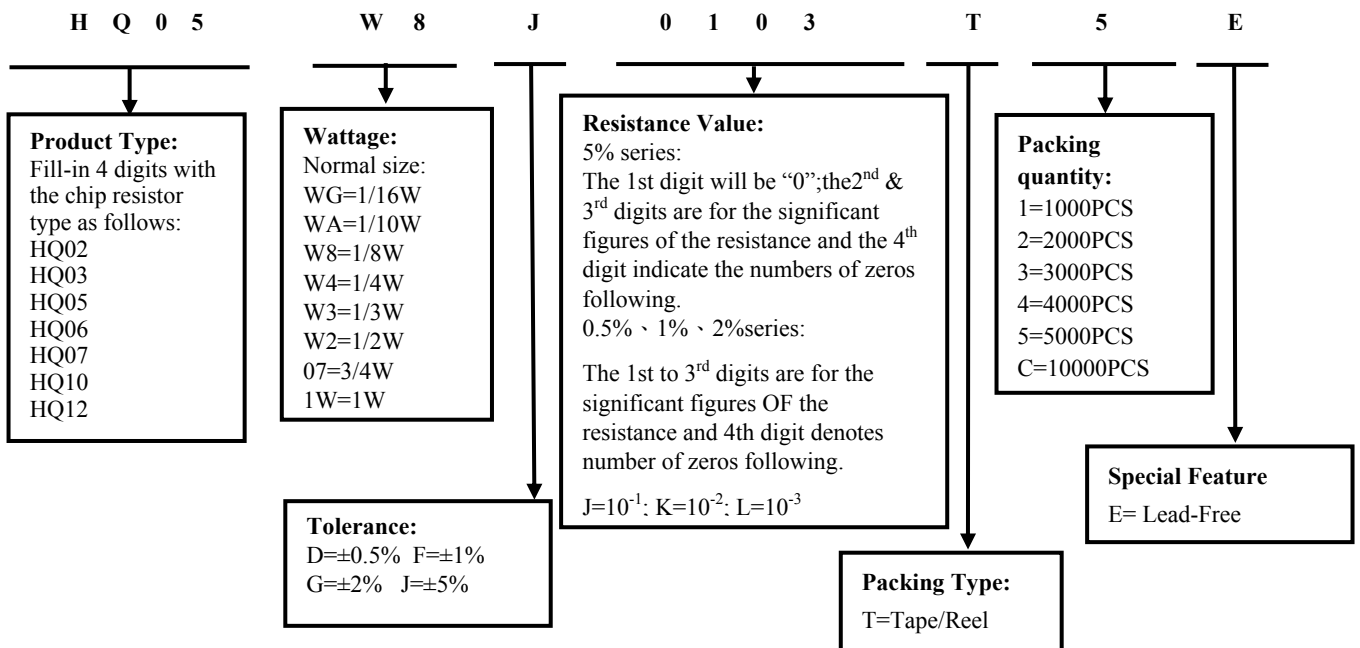 H Q 0 5 W 8 J 0 1 0 3 T 5 E
Product Type:
Fill-in 4 digits with
the chip resistor
type as follows:
HQ02
HQ03
HQ05
HQ06
HQ07
HQ10
HQ12
Wattage:
Normal size:
WG=1/16W
WA=1/10W
W8=1/8W
W4=1/4W
W3=1/3W
W2=1/2W
07=3/4W
1W=1W
Tolerance:
D=±0.5% F=±1%
G=±2% J=±5%
Resistance Value:
5% series:
The 1st digit will be “0”;the2nd &
3rd digits are for the significant
figures of the resistance and the 4th
digit indicate the numbers of zeros
following.
0.5%、1%、2%series:
The 1st to 3rd digits are for the
significant figures OF the
resistance and 4th digit denotes
number of zeros following.
J=10-1; K=10-2; L=10-3
Packing Type:
T=Tape/Reel
Packing
quantity:
1=1000PCS
2=2000PCS
3=3000PCS
4=4000PCS
5=5000PCS
C=10000PCS
Special Feature
E= Lead-Free